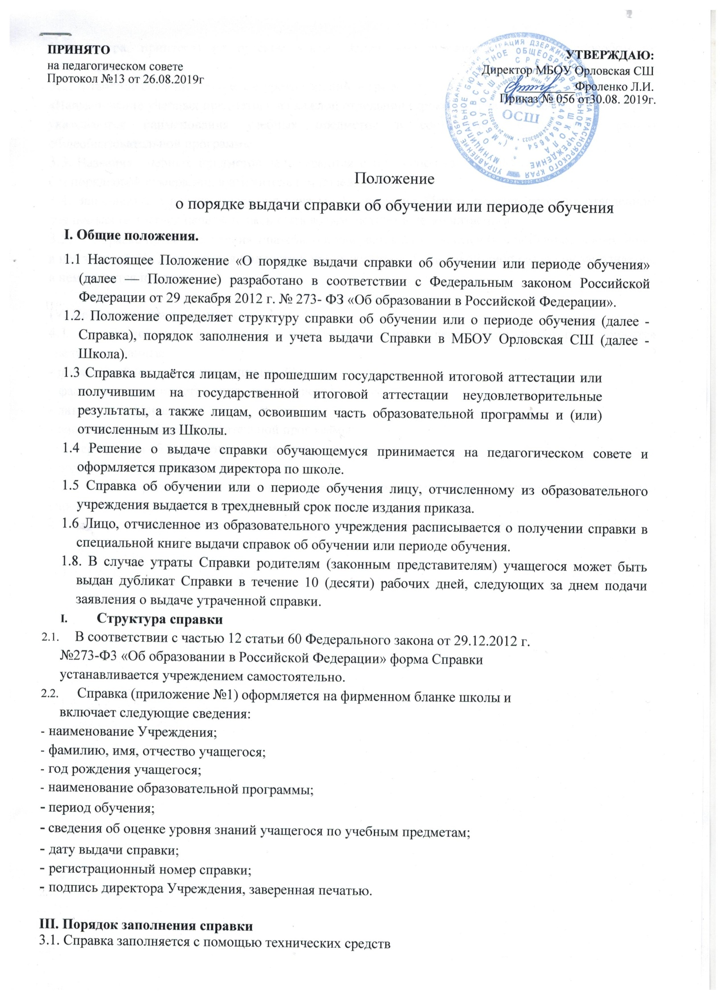 ПРИНЯТО
на педагогическом совете
Протокол №13 от 26.08.2019г
УТВЕРЖДАЮ:
Директор МБОУ Орловская СШ
Фроленко Л.И.
Приказ № 056 от30.08. 2019г.
МБОУ
ОСШ
Положение
о порядке выдачи справки об обучении или периоде обучения
I. Общие положения.
1.1 Настоящее Положение «О порядке выдачи справки об обучении или периоде обучения»
(далее — Положение) разработано в соответствии с Федеральным законом Российской
Федерации от 29 декабря 2012 г. № 273- ФЗ «Об образовании в Российской Федерации».
1.2. Положение определяет структуру справки об обучении или о периоде обучения (далее -
Справка), порядок заполнения и учета выдачи Справки в МБОУ Орловская СШ (далее -
Школа).
1.3 Справка выдаётся лицам, не прошедшим государственной итоговой аттестации или
получившим на государственной итоговой аттестации неудовлетворительные
результаты, а также лицам, освоившим часть образовательной программы и (или)
отчисленным из Школы.
1.4 Решение о выдаче справки обучающемуся принимается на педагогическом совете и
оформляется приказом директора по школе.
1.5 Справка об обучении или о периоде обучения лицу, отчисленному из образовательного
учреждения выдается в трехдневный срок после издания приказа.
1.6 Лицо, отчисленное из образовательного учреждения расписывается о получении справки в
специальной книге выдачи справок об обучении или периоде обучения.
1.8. В случае утраты Справки родителям (законным представителям) учащегося может быть
выдан дубликат Справки в течение 10 (десяти) рабочих дней, следующих за днем подачи
заявления о выдаче утраченной справки.
I. Структура справки
2.1. В соответствии с частью 12 статьи 60 Федерального закона от 29.12.2012 г.
№273-ФЗ «Об образовании в Российской Федерации» форма Справки
устанавливается учреждением самостоятельно.
2.2. Справка (приложение №1) оформляется на фирменном бланке школы и
включает следующие сведения:
- наименование Учреждения;
- фамилию, имя, отчество учащегося;
- год рождения учащегося;
- наименование образовательной программы;
- период обучения;
- сведения об оценке уровня знаний учащегося по учебным предметам;
- дату выдачи справки;
- регистрационный номер справки;
- подпись директора Учреждения, заверенная печатью.
III. Порядок заполнения справки
3.1. Справка заполняется с помощью технических средств